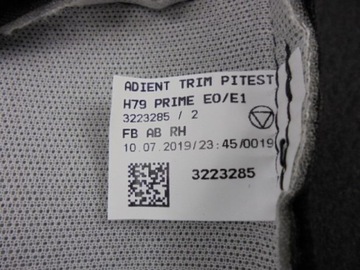 ADIENT TRIM PITEST
H79 PRIME E0/E1
3223285 / 2
FB AB RH
10.07.2019/23:45/0019
3223285